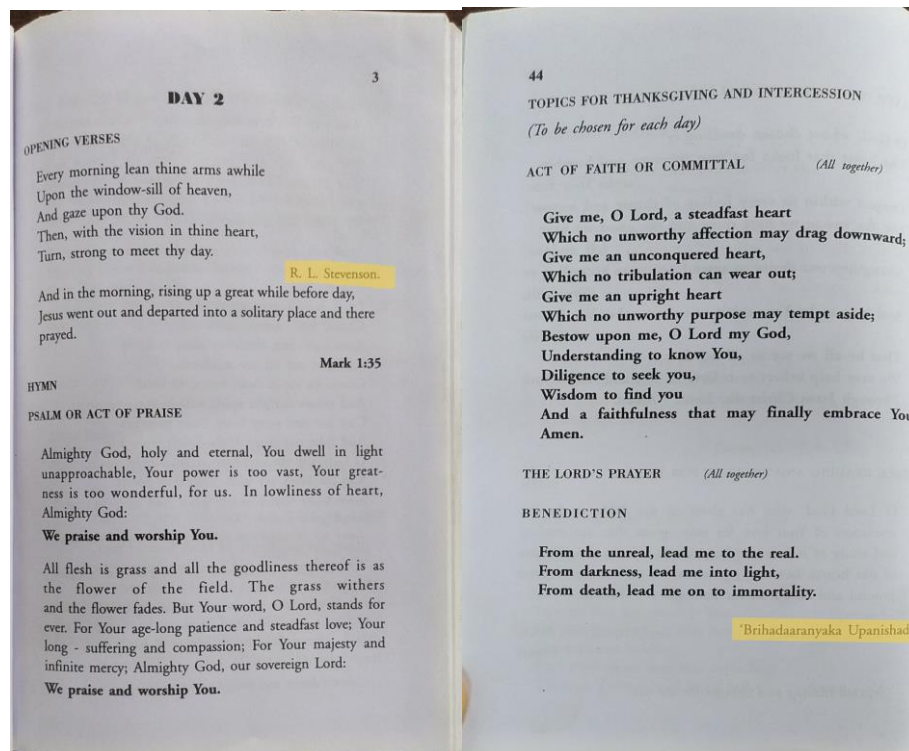 3
DAY 2
OPENING VERSES
Every morning lean thine arms awhile
Upon the window-sill of heaven,
And gaze upon thy God.
Then, with the vision in thine heart,
Turn, strong to meet thy day.
R. L. Stevenson.
And in the morning, rising up a great while before day,
Jesus went out and departed into a solitary place and there
prayed.
Mark 1:35
HYMN
PSALM OR ACT OF PRAISE
Almighty God, holy and eternal, You dwell in light
unapproachable, Your power is too vast, Your great-
ness is too wonderful, for us. In lowliness of heart,
Almighty God:
We praise and worship You.
All flesh is grass and all the goodliness thereof is as
the flower of the field. The grass withers
and the flower fades. But Your word, O Lord, stands for
ever. For Your age-long patience and steadfast love; Your
long - suffering and compassion; For Your majesty and
infinite mercy; Almighty God, our sovereign Lord:
We praise and worship You.
44
TOPICS FOR THANKSGIVING AND INTERCESSION
(To be chosen for each day)
ACT OF FAITH OR COMMITTAL (All together)
Give me, O Lord, a steadfast heart
Which no unworthy affection may drag downward;
Give me an unconquered heart,
Which no tribulation can wear out;
Give me an upright heart
Which no unworthy purpose may tempt aside;
Bestow upon me, O Lord my God,
Understanding to know You,
Diligence to seek you,
Wisdom to find you
And a faithfulness that may finally embrace You
Amen.
THE LORD'S PRAYER (All together)
BENEDICTION
From the unreal, lead me to the real.
From darkness, lead me into light,
From death, lead me on to immortality.
'Brihadaaranyaka Upanishad